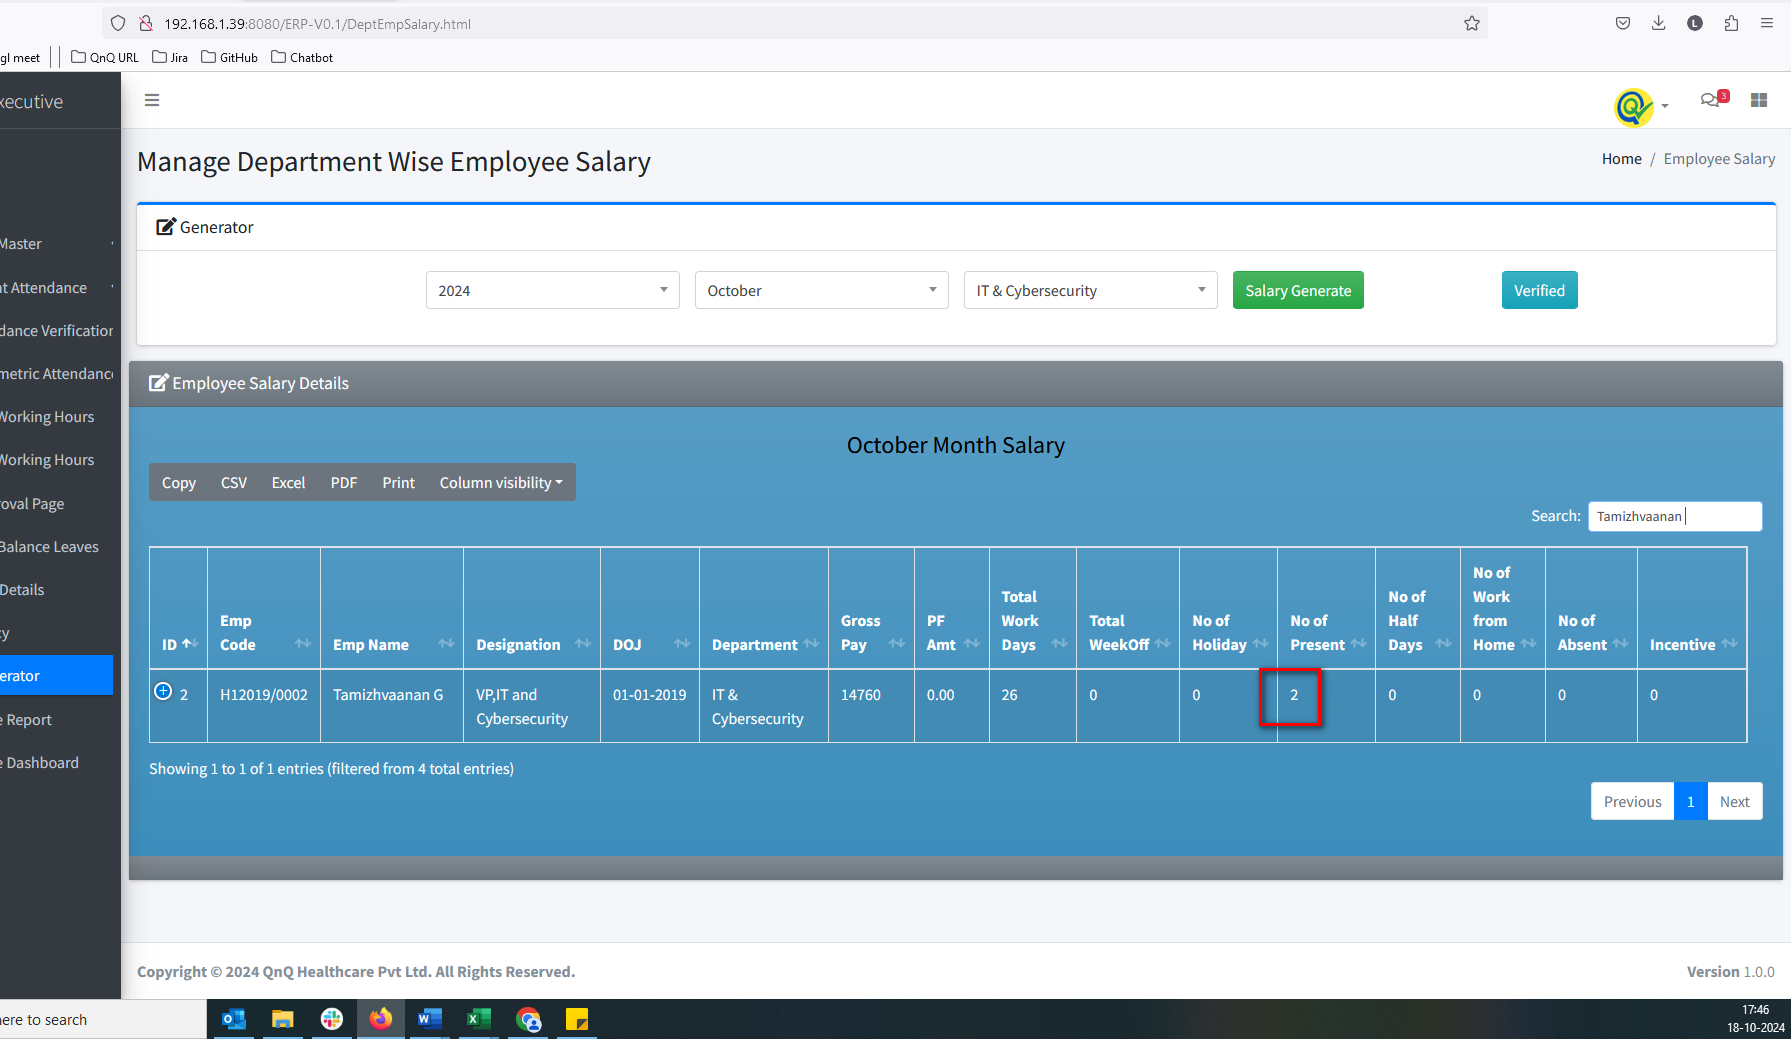 192.168.1.39:8080/ERP-V0.1/DeptEmpSalary.html
L
gl meet QnQ URL Jira GitHub Chatbot
xecutive
3
Manage Department Wise Employee Salary
Home / Employee Salary
Generator
2024 October IT & Cybersecurity Salary Generate Verified
Master
nt Attendance
dance Verification
metric Attendance
Working Hours
Working Hours
roval Page
Balance Leaves
Details
cy
erator
e Report
e Dashboard
Employee Salary Details
October Month Salary
Copy CSV Excel PDF Print Column visibility
Search: Tamizhvaanan
ID Emp Code Emp Name Designation DOJ Department Gross Pay PF Amt Total Work Days Total WeekOff No of Holiday No of Present No of Half Days No of Work from Home No of Absent Incentive
2 H12019/0002 Tamizhvaanan G VP,IT and Cybersecurity 01-01-2019 IT & Cybersecurity 14760 0.00 26 0 0 2 0 0 0 0
Showing 1 to 1 of 1 entries (filtered from 4 total entries)
Previous 1 Next
Copyright © 2024 QnQ Healthcare Pvt Ltd. All Rights Reserved.
Version 1.0.0
here to search
17:46
18-10-2024